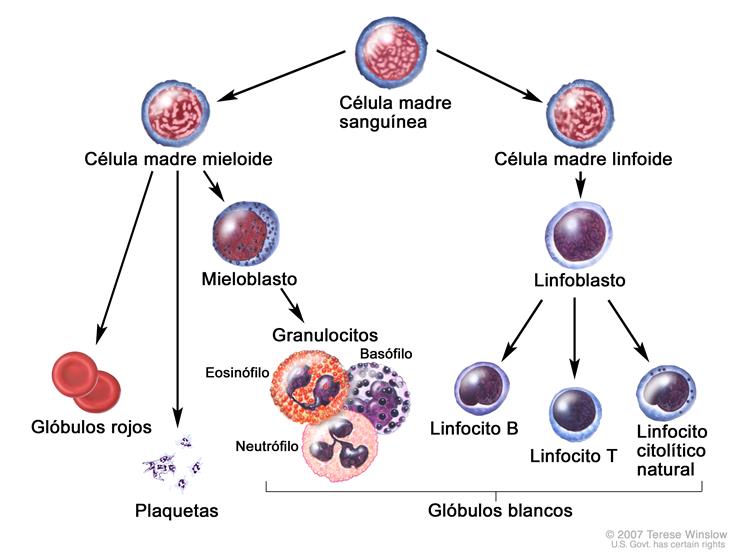 Célula madre
sanguínea
Célula madre mieloide
Célula madre linfoide
Mieloblasto
Linfoblasto
Granulocitos
Basófilo
Eosinófilo
Neutrófilo
Glóbulos rojos
Plaquetas
Linfocito B
Linfocito T
Linfocito
citolítico
natural
Glóbulos blancos
© 2007 Terese Winslow
U.S. Govt. has certain rights